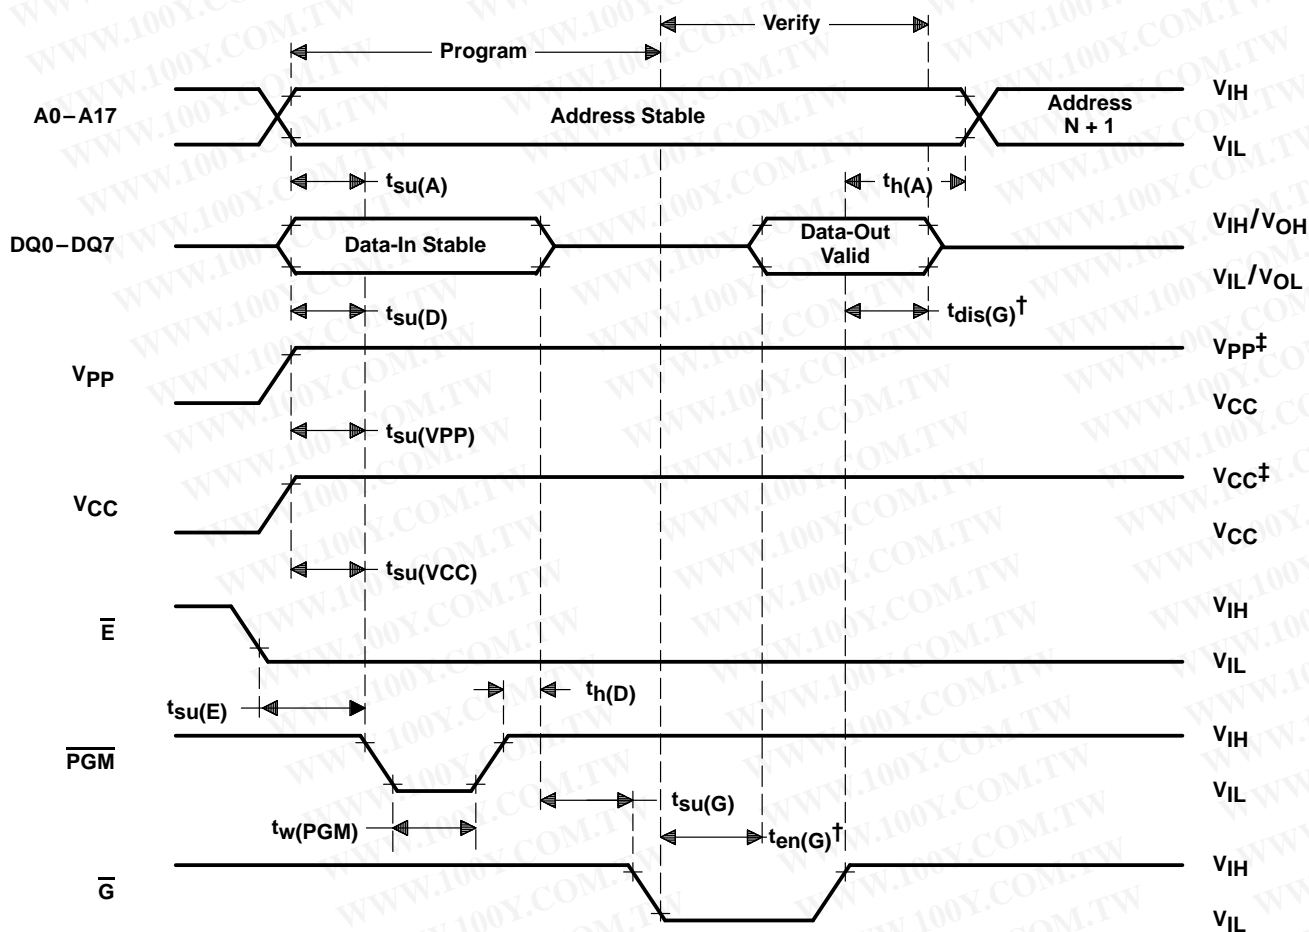 Verify
Program
A0–A17
Address Stable
Address
N + 1
VIH
VIL
tsu(A)
th(A)
DQ0–DQ7
Data-In Stable
Data-Out
Valid
VIH/VOH
VIL/VOL
tsu(D)
tdis(G)†
VPP
VPP‡
VCC
tsu(VPP)
VCC
VCC‡
VCC
tsu(VCC)
E
VIH
VIL
tsu(E)
th(D)
PGM
VIH
VIL
tw(PGM)
tsu(G)
ten(G)†
G
VIH
VIL
WWW.100Y.COM.TW